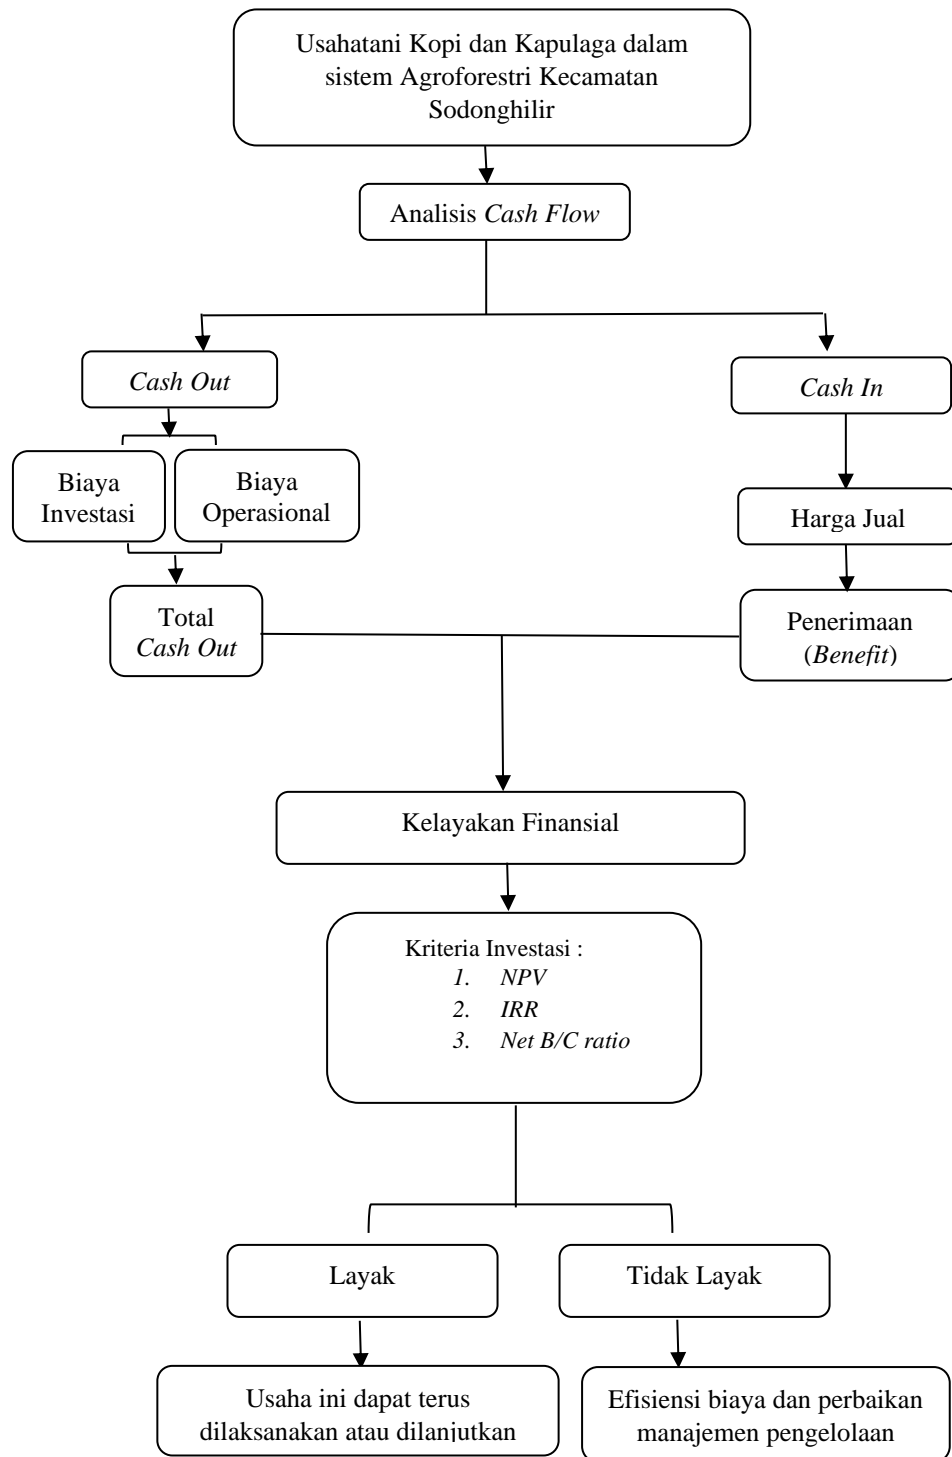 Usahatani Kopi dan Kapulaga dalam
sistem Agroforestri Kecamatan
Sodonghilir
Analisis Cash Flow
Cash Out
Cash In
Biaya
Investasi
Biaya
Operasional
Harga Jual
Total
Cash Out
Penerimaan
(Benefit)
Kelayakan Finansial
Kriteria Investasi :
1. NPV
2. IRR
3. Net B/C ratio
Layak
Tidak Layak
Usaha ini dapat terus
dilaksanakan atau dilanjutkan
Efisiensi biaya dan perbaikan
manajemen pengelolaan